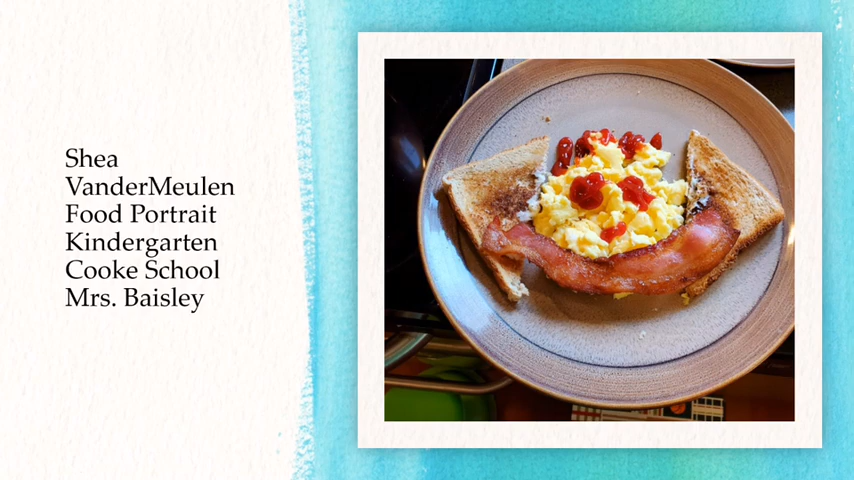 Shea
VanderMeulen
Food Portrait
Kindergarten
Cooke School
Mrs. Baisley